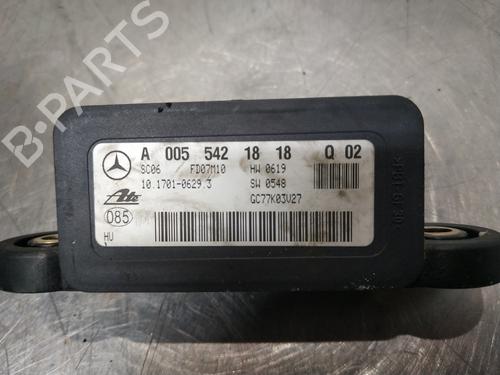 B-PARTS
A 005 542 18 18 Q 02
SC06 FD07M10 HW 0619
10.1701-0629.3 SW 0548
Ate GC77K03V27
085
HU